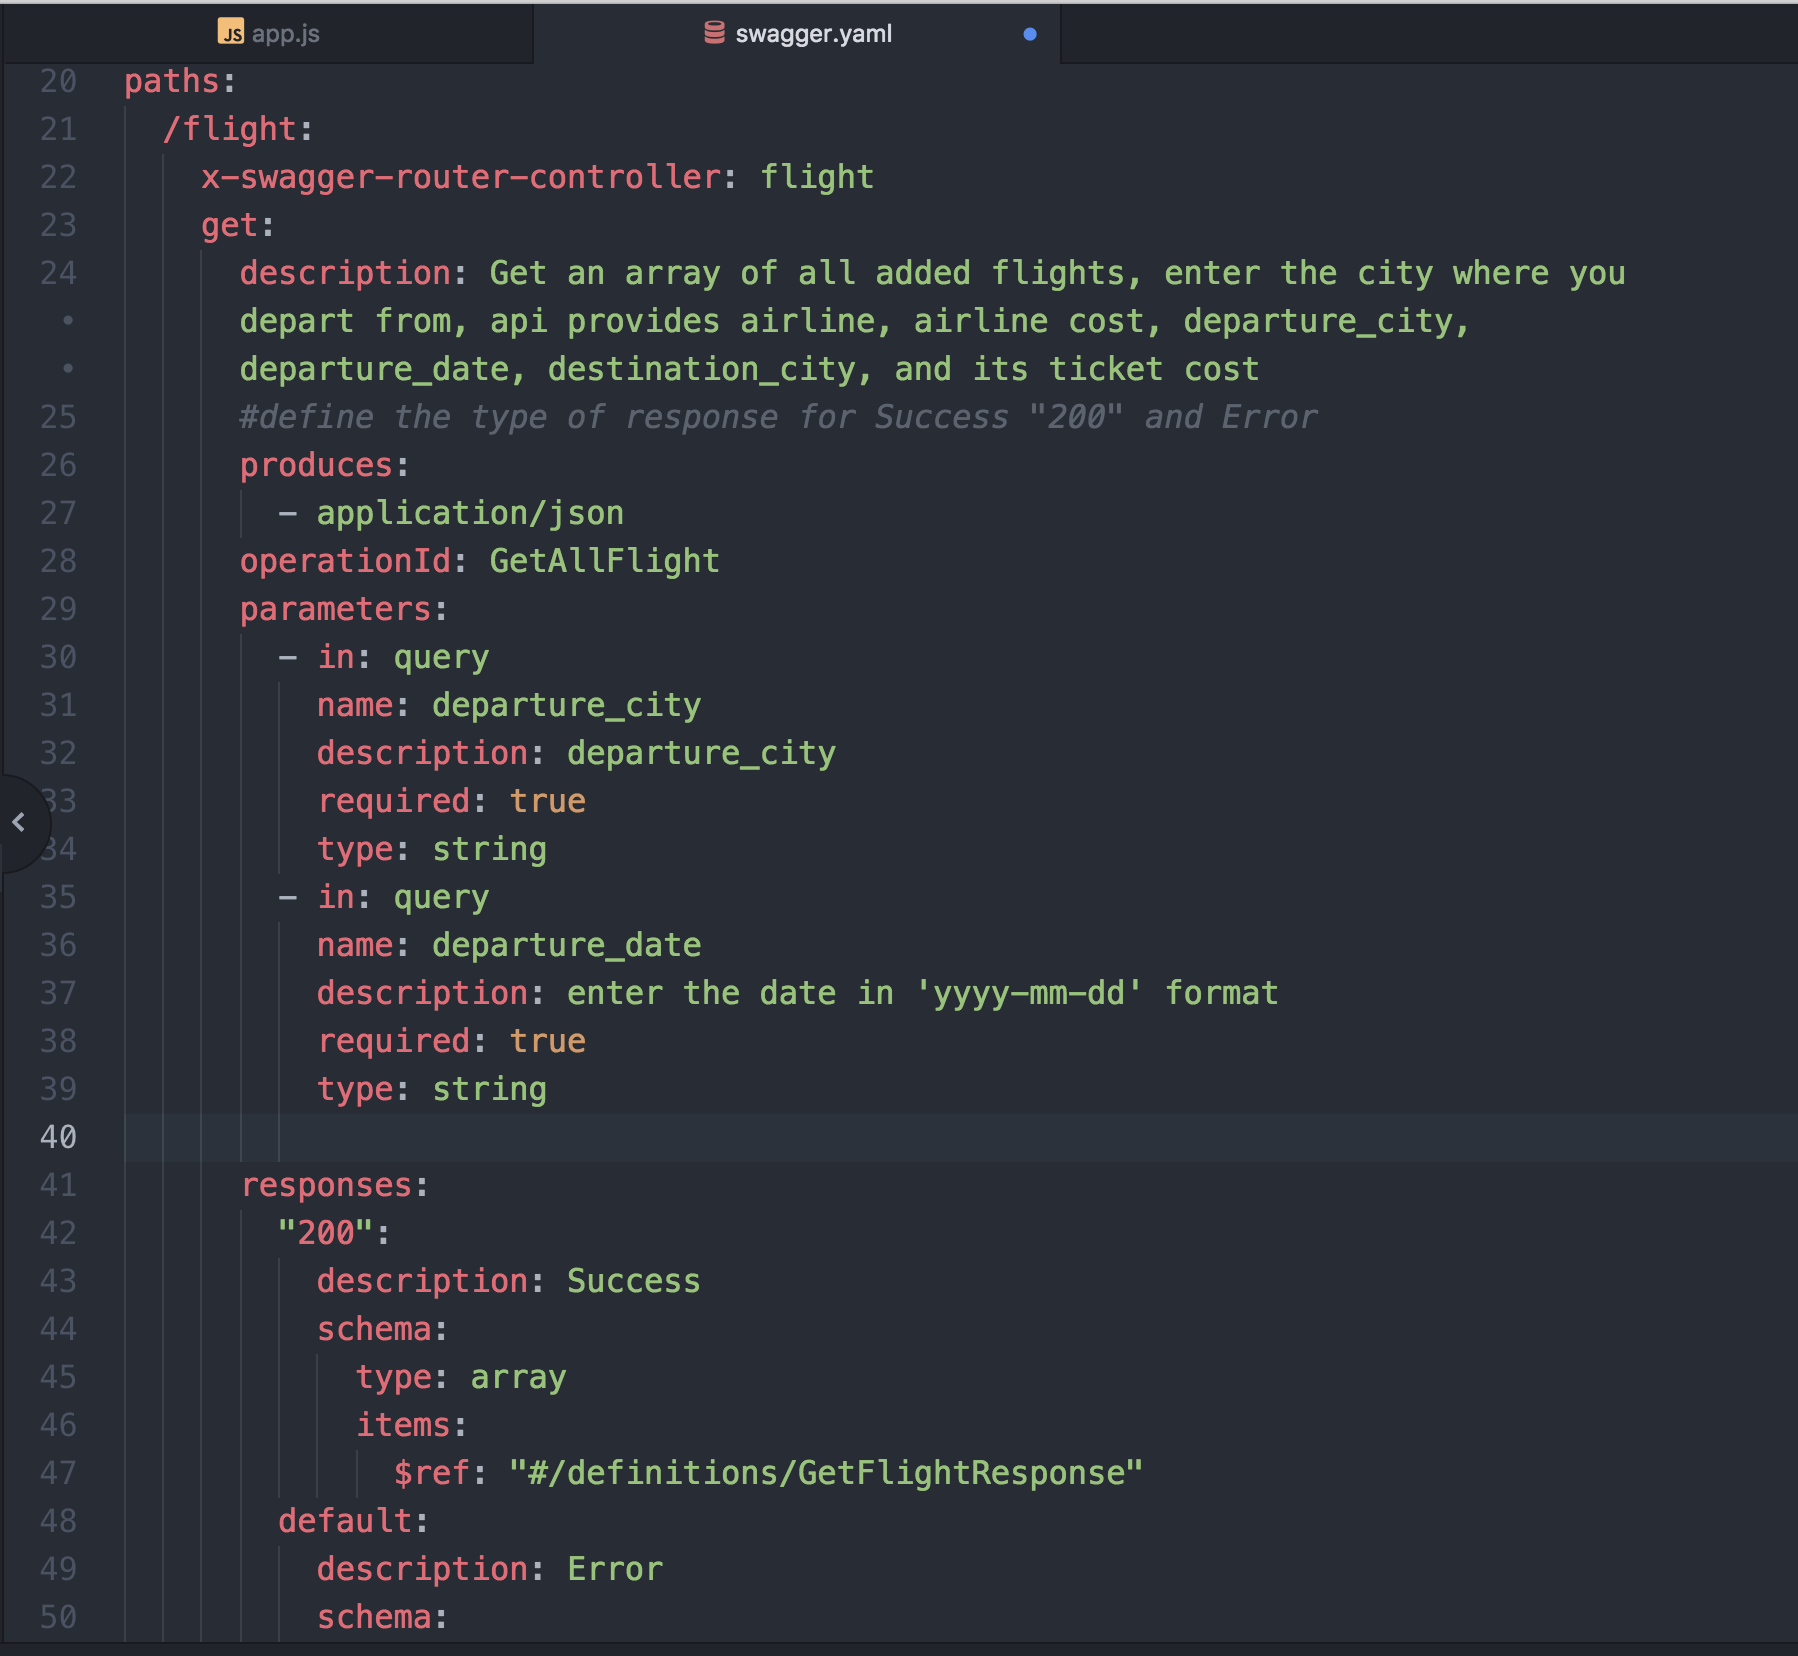 JS app.js
swagger.yaml
20 paths:
21 /flight:
22 x-swagger-router-controller: flight
23 get:
24 description: Get an array of all added flights, enter the city where you
• depart from, api provides airline, airline cost, departure_city,
• departure_date, destination_city, and its ticket cost
25 #define the type of response for Success "200" and Error
26 produces:
27 - application/json
28 operationId: GetAllFlight
29 parameters:
30 - in: query
31 name: departure_city
32 description: departure_city
33 required: true
34 type: string
35 - in: query
36 name: departure_date
37 description: enter the date in 'yyyy-mm-dd' format
38 required: true
39 type: string
40
41 responses:
42 "200":
43 description: Success
44 schema:
45 type: array
46 items:
47 $ref: "#/definitions/GetFlightResponse"
48 default:
49 description: Error
50 schema: